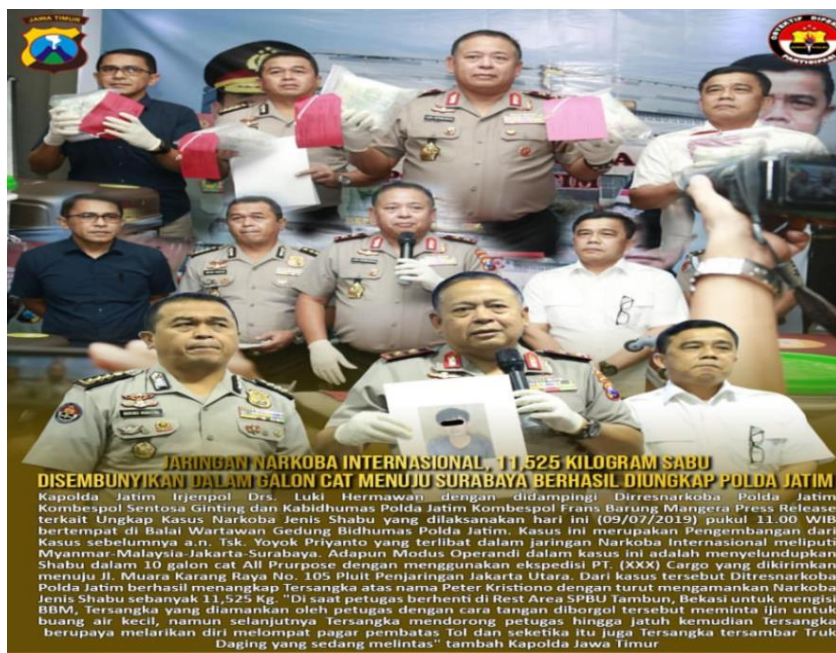 JAWA TIMUR
JARINGAN NARKOBA INTERNASIONAL, 11,525 KILOGRAM SABU
DISEMBUNYIKAN DALAM GALON CAT MENUJU SURABAYA BERHASIL DIUNGKAP POLDA JATIM
Kapolda Jatim Irjenpol Drs. Luki Hermawan dengan didampingi Dirresnarkoba Polda Jatim
Kombespol Sentosa Ginting dan Kabidhumas Polda Jatim Kombespol Frans Barung Mangera Press Release
terkait Ungkap Kasus Narkoba Jenis Shabu yang dilaksanakan hari ini (09/07/2019) pukul 11.00 WIB
bertempat di Balai Wartawan Gedung Bidhumas Polda Jatim. Kasus ini merupakan Pengembangan dari
Kasus sebelumnya a.n. Tsk. Yoyok Priyanto yang terlibat dalam jaringan Narkoba Internasional meliputi
Myanmar-Malaysia-Jakarta-Surabaya. Adapun Modus Operandi dalam kasus ini adalah menyelundupkan
Shabu dalam 10 galon cat All Prurpose dengan menggunakan ekspedisi PT. (XXX) Cargo yang dikirimkan
menuju Jl. Muara Karang Raya No. 105 Pluit Penjaringan Jakarta Utara. Dari kasus tersebut Ditresnarkoba
Polda Jatim berhasil menangkap Tersangka atas nama Peter Kristiono dengan turut mengamankan Narkoba
Jenis Shabu sebanyak 11,525 Kg. "Di saat petugas berhenti di Rest Area SPBU Tambun, Bekasi untuk mengisi
BBM, Tersangka yang diamankan oleh petugas dengan cara tangan diborgol tersebut meminta ijin untuk
buang air kecil, namun selanjutnya Tersangka mendorong petugas hingga jatuh kemudian Tersangka
berupaya melarikan diri melompat pagar pembatas Tol dan seketika itu juga Tersangka tersambar Truk
Daging yang sedang melintas" tambah Kapolda Jawa Timur